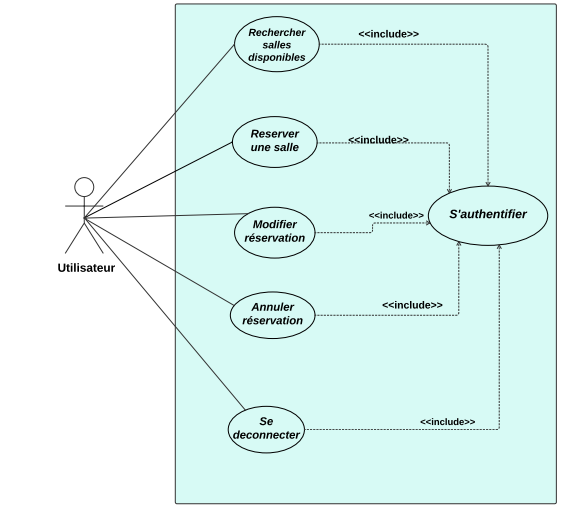 Rechercher
salles
disponibles
<<include>>
Reserver
une salle
<<include>>
Modifier
réservation
<<include>>
S'authentifier
Utilisateur
Annuler
réservation
<<include>>
Se
deconnecter
<<include>>